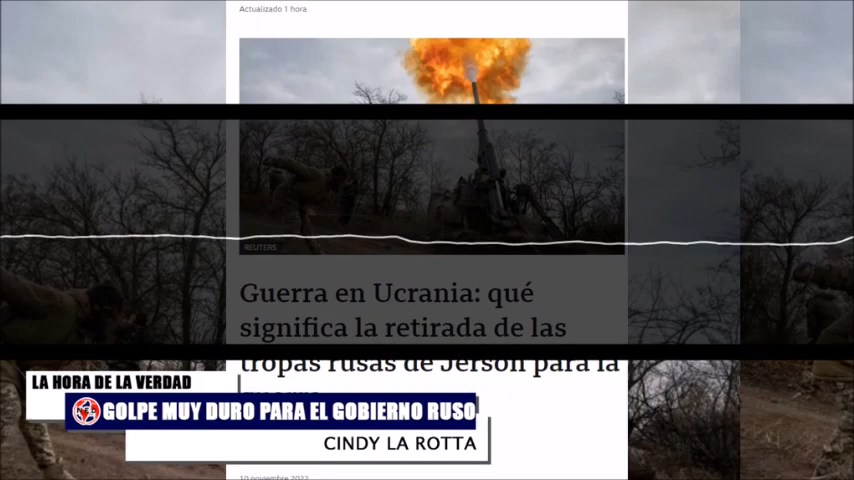 Actualizado 1 hora
REUTERS
Guerra en Ucrania: qué
significa la retirada de las
tropas rusas de Jersón para la
LA HORA DE LA VERDAD
GOLPE MUY DURO PARA EL GOBIERNO RUSO
CINDY LA ROTTA
10 noviembre 2022